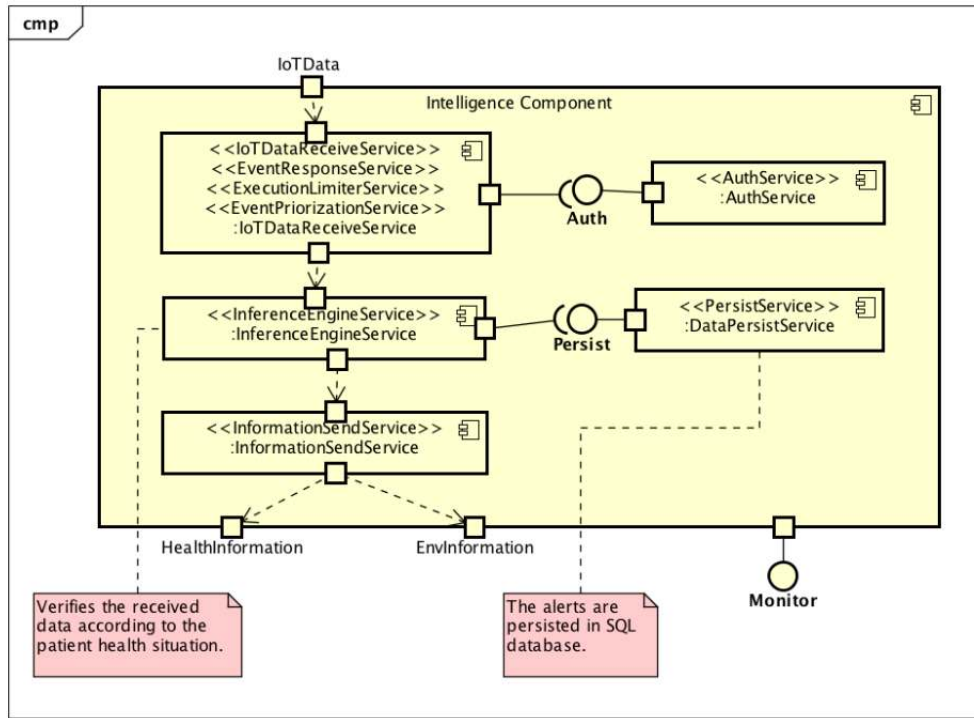 cmp
IoTData
Intelligence Component
<<IoTDataReceiveService>>
<<EventResponseService>>
<<ExecutionLimiterService>>
<<EventPriorizationService>>
:IoTDataReceiveService
Auth
<<AuthService>>
:AuthService
<<InferenceEngineService>>
:InferenceEngineService
Persist
<<PersistService>>
:DataPersistService
<<InformationSendService>>
:InformationSendService
HealthInformation
EnvInformation
Monitor
Verifies the received
data according to the
patient health situation.
The alerts are
persisted in SQL
database.